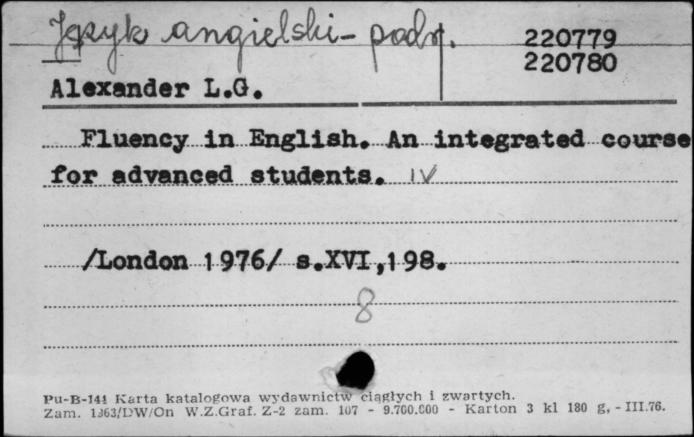 Język angielski - podr.
220779
220780
Alexander L.G.
Fluency in English. An integrated course
for advanced students. IV
/London 1976/ s.XVI,198.
8
Pu-B-141 Karta katalogowa wydawnictw ciągłych i zwartych.
Zam. 1363/DW/On W.Z.Graf. Z-2 zam. 107 - 9.700.000 - Karton 3 kl 180 g. - III.76.